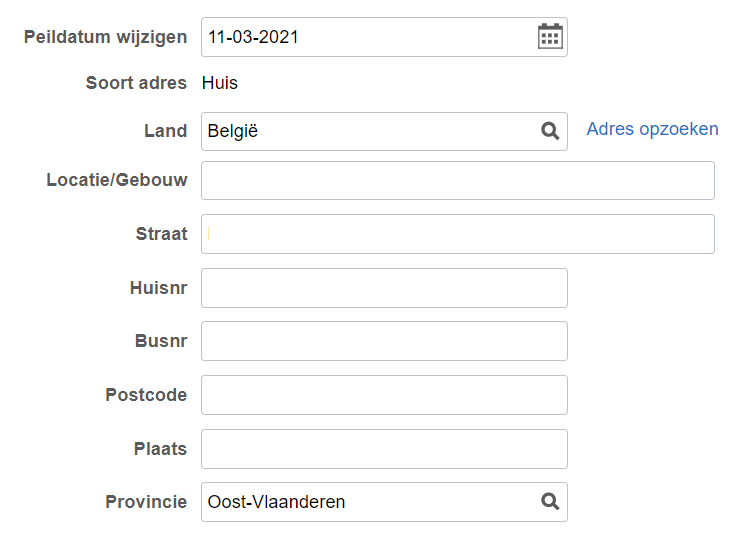 Peildatum wijzigen 11-03-2021
Soort adres Huis
Land België Adres opzoeken
Locatie/Gebouw
Straat
Huisnr
Busnr
Postcode
Plaats
Provincie Oost-Vlaanderen